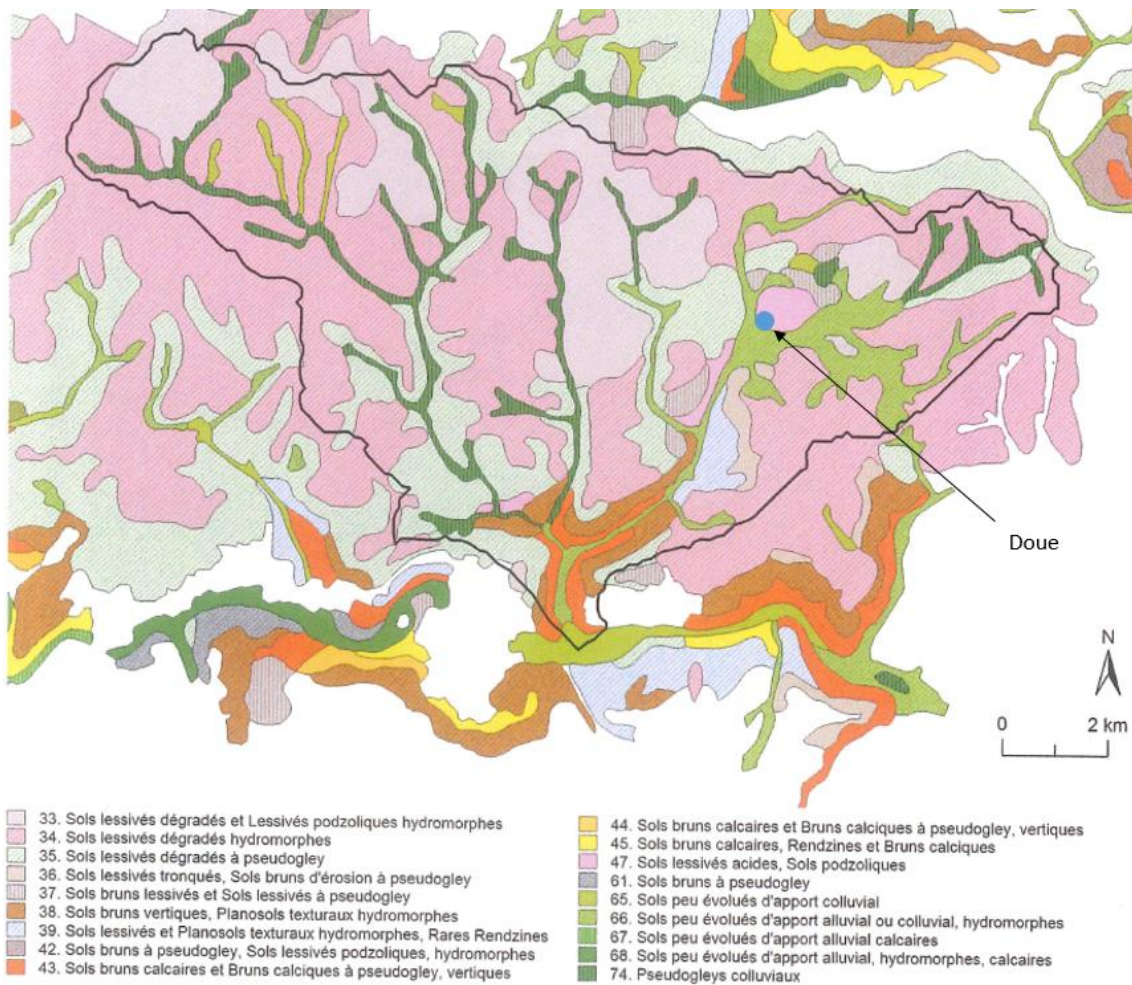 Doue
N
0 2 km
33. Sols lessivés dégradés et Lessivés podzoliques hydromorphes
34. Sols lessivés dégradés hydromorphes
35. Sols lessivés dégradés à pseudogley
36. Sols lessivés tronqués, Sols bruns d'érosion à pseudogley
37. Sols bruns lessivés et Sols lessivés à pseudogley
38. Sols bruns vertiques, Planosols texturaux hydromorphes
39. Sols lessivés et Planosols texturaux hydromorphes, Rares Rendzines
42. Sols bruns à pseudogley, Sols lessivés podzoliques, hydromorphes
43. Sols bruns calcaires et Bruns calciques à pseudogley, vertiques
44. Sols bruns calcaires et Bruns calciques à pseudogley, vertiques
45. Sols bruns calcaires, Rendzines et Bruns calciques
47. Sols lessivés acides, Sols podzoliques
61. Sols bruns à pseudogley
65. Sols peu évolués d'apport colluvial
66. Sols peu évolués d'apport alluvial ou colluvial, hydromorphes
67. Sols peu évolués d'apport alluvial calcaires
68. Sols peu évolués d'apport alluvial, hydromorphes, calcaires
74. Pseudogleys colluviaux